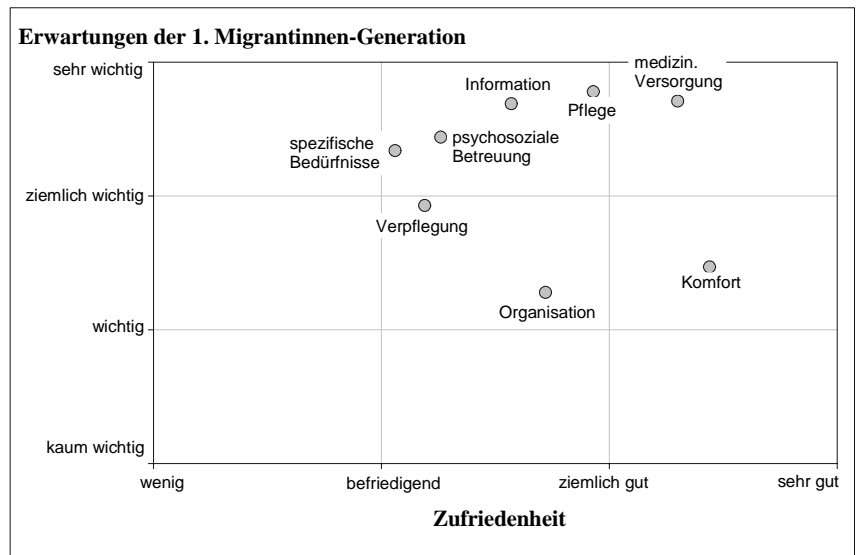 Erwartungen der 1. Migrantinnen-Generation
sehr wichtig
medizin.
Versorgung
Information
Pflege
spezifische
Bedürfnisse
psychosoziale
Betreuung
ziemlich wichtig
Verpflegung
Komfort
Organisation
wichtig
kaum wichtig
wenig
befriedigend
ziemlich gut
sehr gut
Zufriedenheit